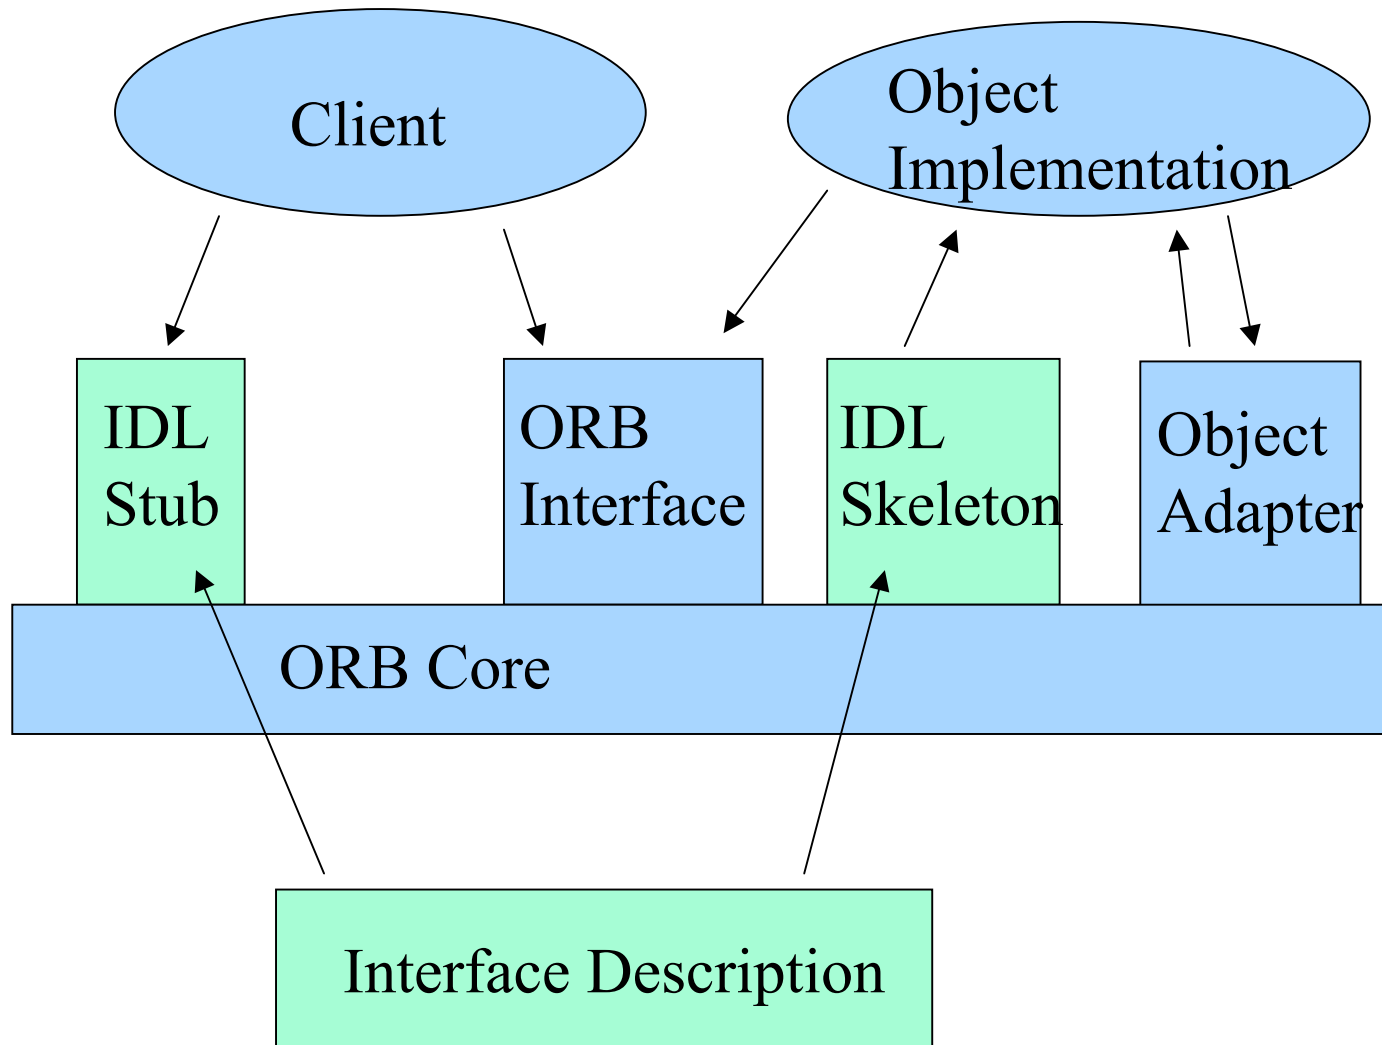 Client
Object
Implementation
IDL
Stub
ORB
Interface
IDL
Skeleton
Object
Adapter
ORB Core
Interface Description